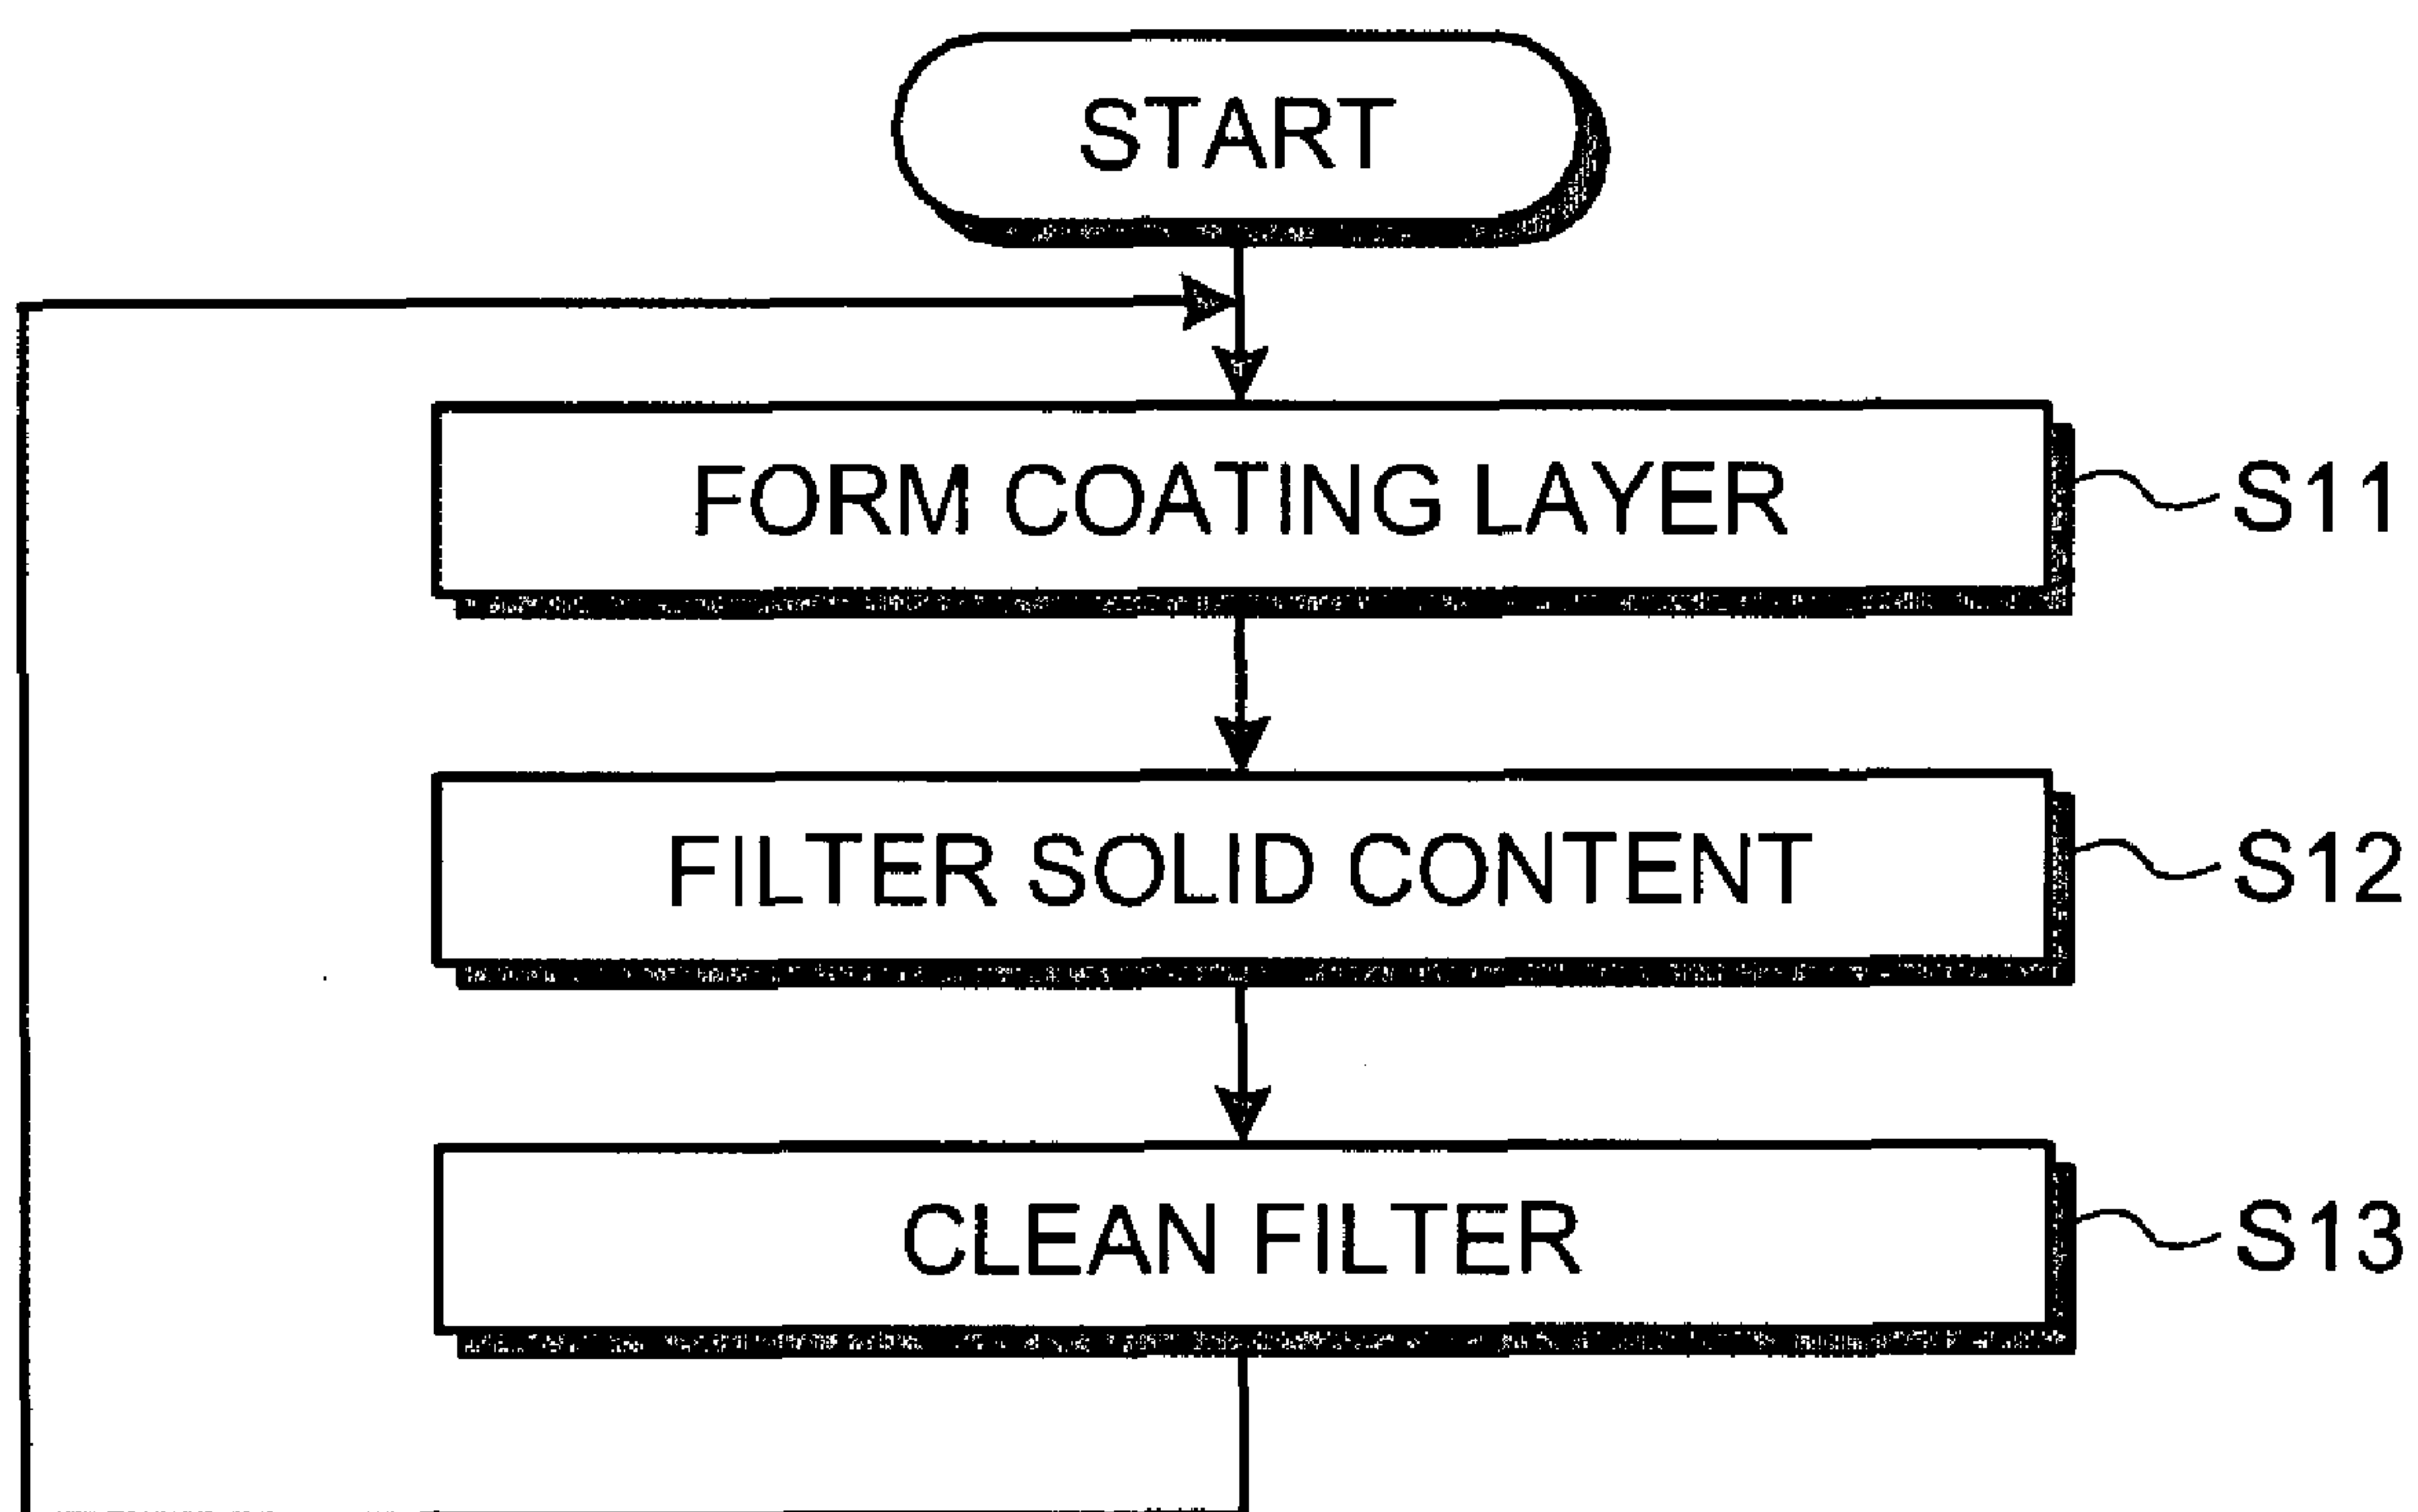 START
FORM COATING LAYER
S11
FILTER SOLID CONTENT
S12
CLEAN FILTER
S13